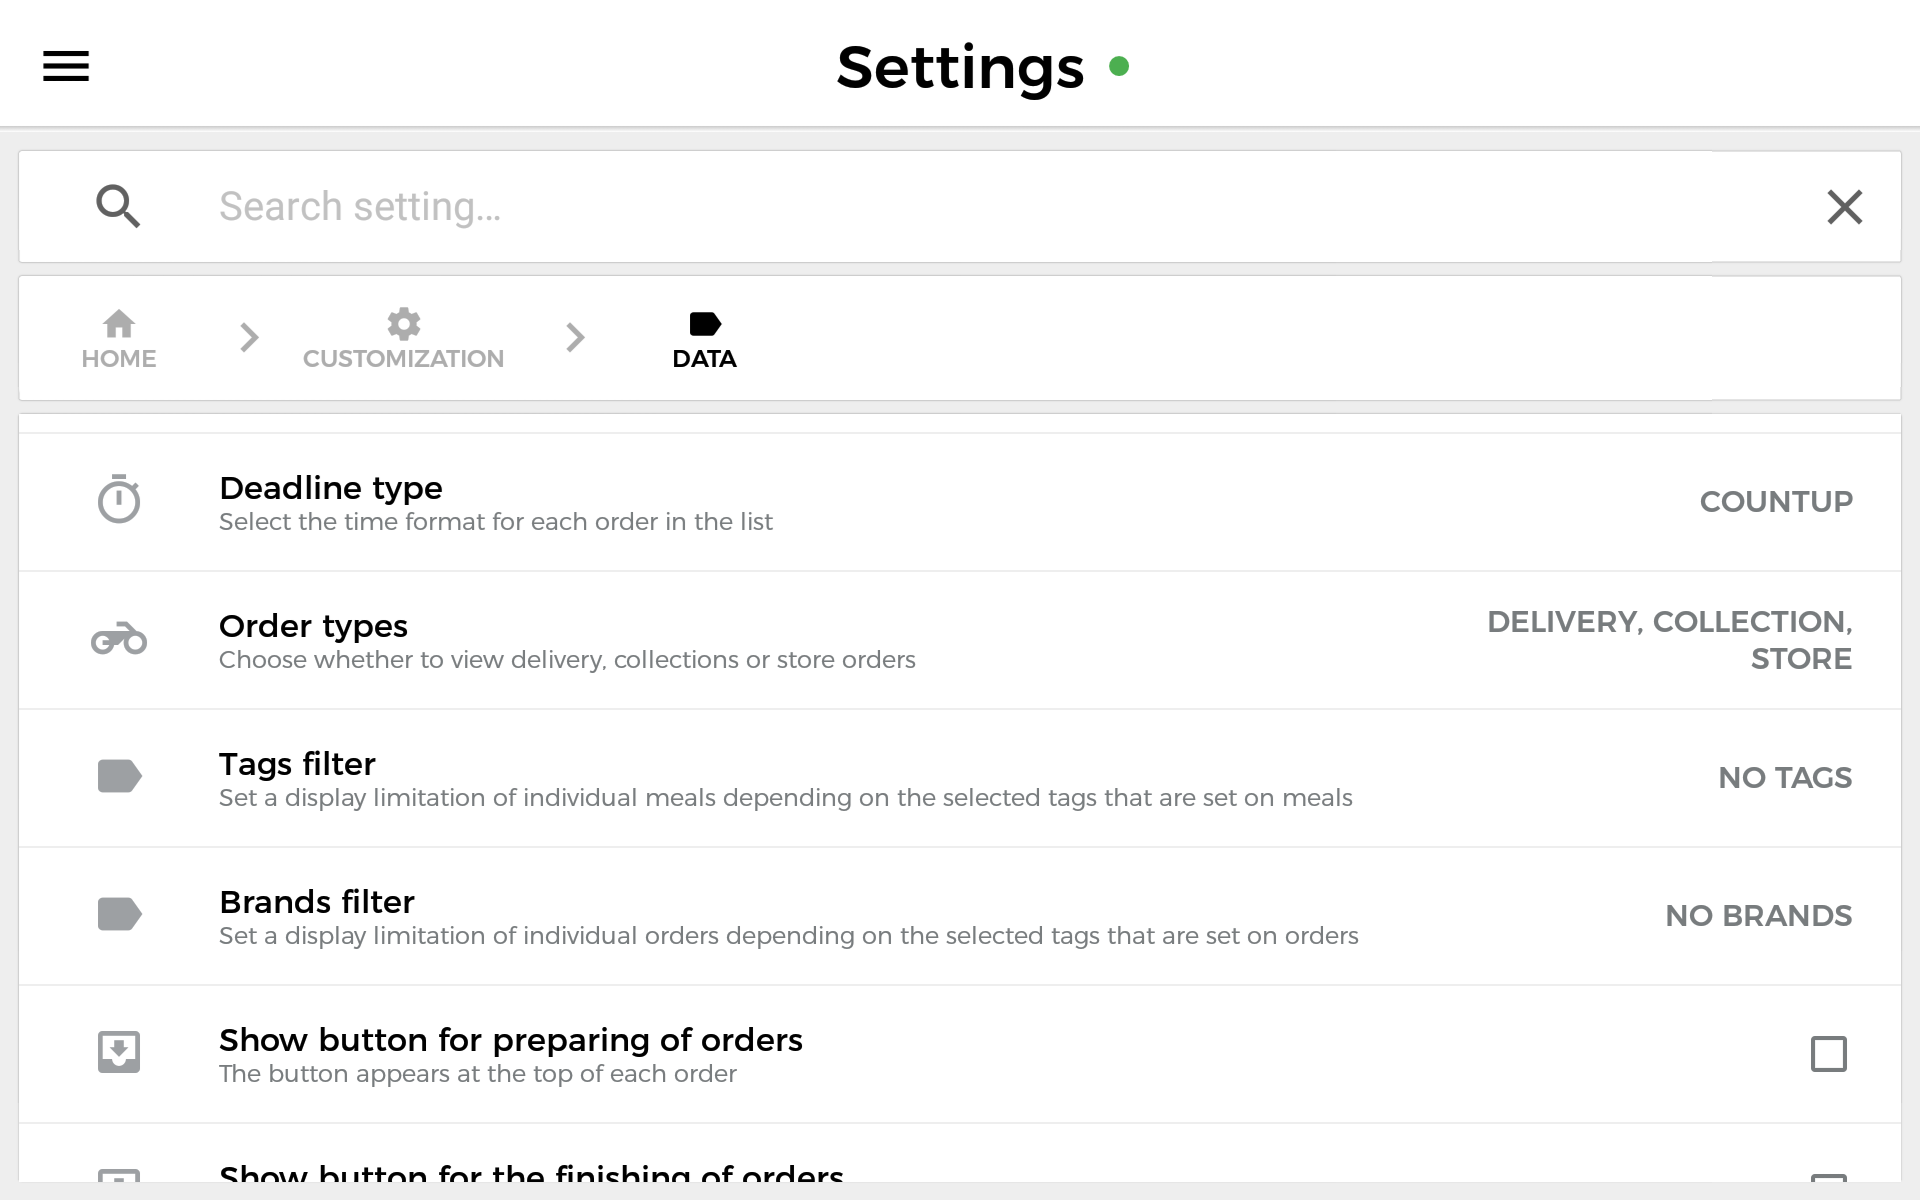 Settings
Search setting...
HOME
CUSTOMIZATION
DATA
Deadline type
Select the time format for each order in the list
COUNTUP
Order types
Choose whether to view delivery, collections or store orders
DELIVERY, COLLECTION,
STORE
Tags filter
Set a display limitation of individual meals depending on the selected tags that are set on meals
NO TAGS
Brands filter
Set a display limitation of individual orders depending on the selected tags that are set on orders
NO BRANDS
Show button for preparing of orders
The button appears at the top of each order
Show button for the finishing of orders